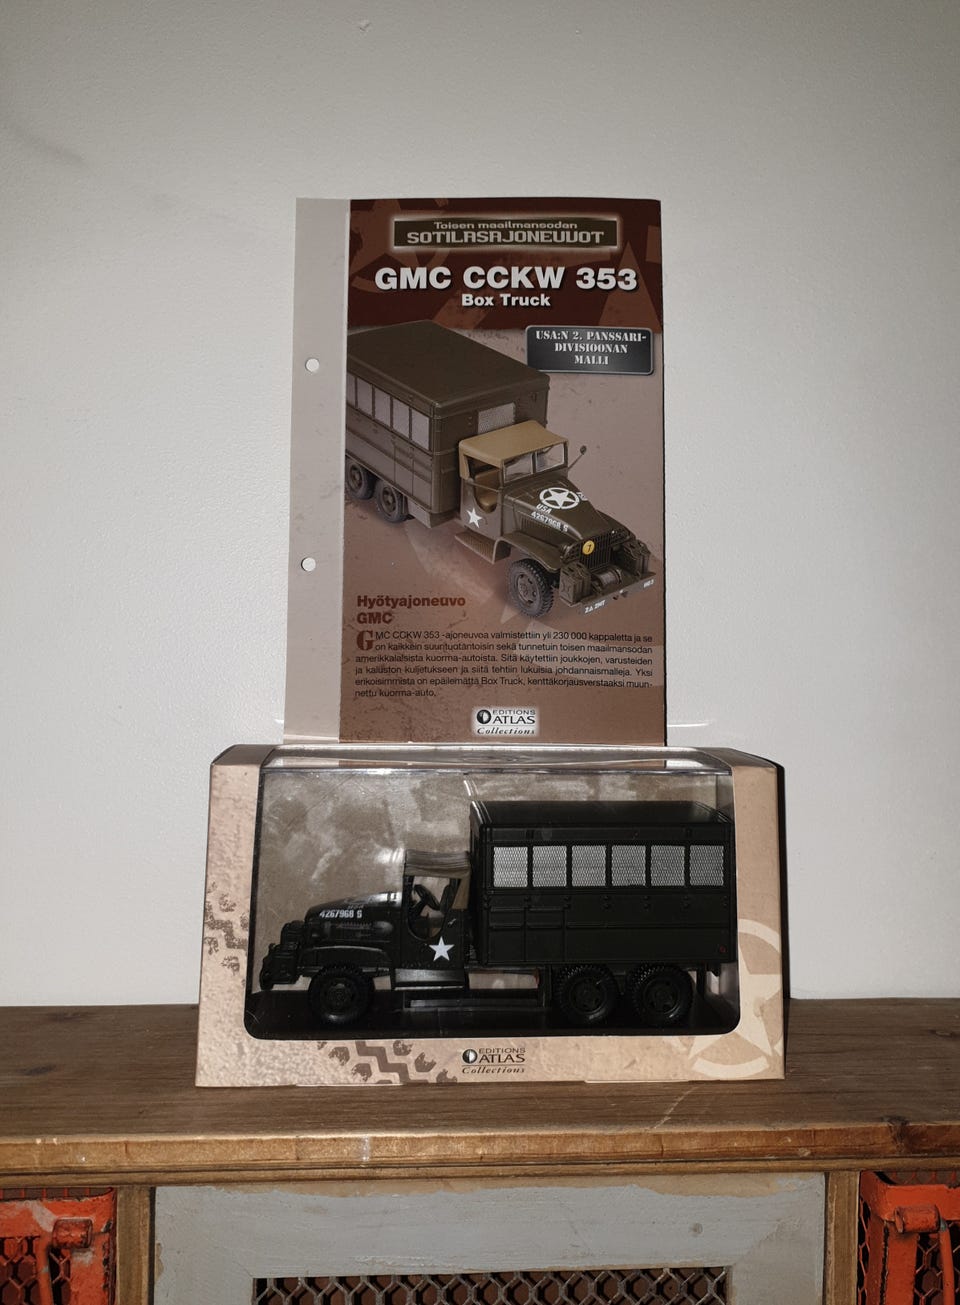 Toisen maailmansodan
SOTILASAJONEUVOT
GMC CCKW 353
Box Truck
USA:N 2. PANSSARI-
DIVISIOONAN
MALLI
USA
4267968 S
7
Hyötyajoneuvo
GMC
GMC CCKW 353 -ajoneuvoa valmistettiin yli 230 000 kappaletta ja se
on kaikkein suurituotantoisin sekä tunnetuin toisen maailmansodan
amerikkalaisista kuorma-autoista. Sitä käytettiin joukkojen, varusteiden
ja kaluston kuljetukseen ja siitä tehtiin lukuisia johdannaismalleja. Yksi
erikoisimmista on epäilemättä Box Truck, kenttäkorjausverstaaksi muun-
nettu kuorma-auto.
EDITIONS
ATLAS
Collections
4267968 S
EDITIONS
ATLAS
Collections